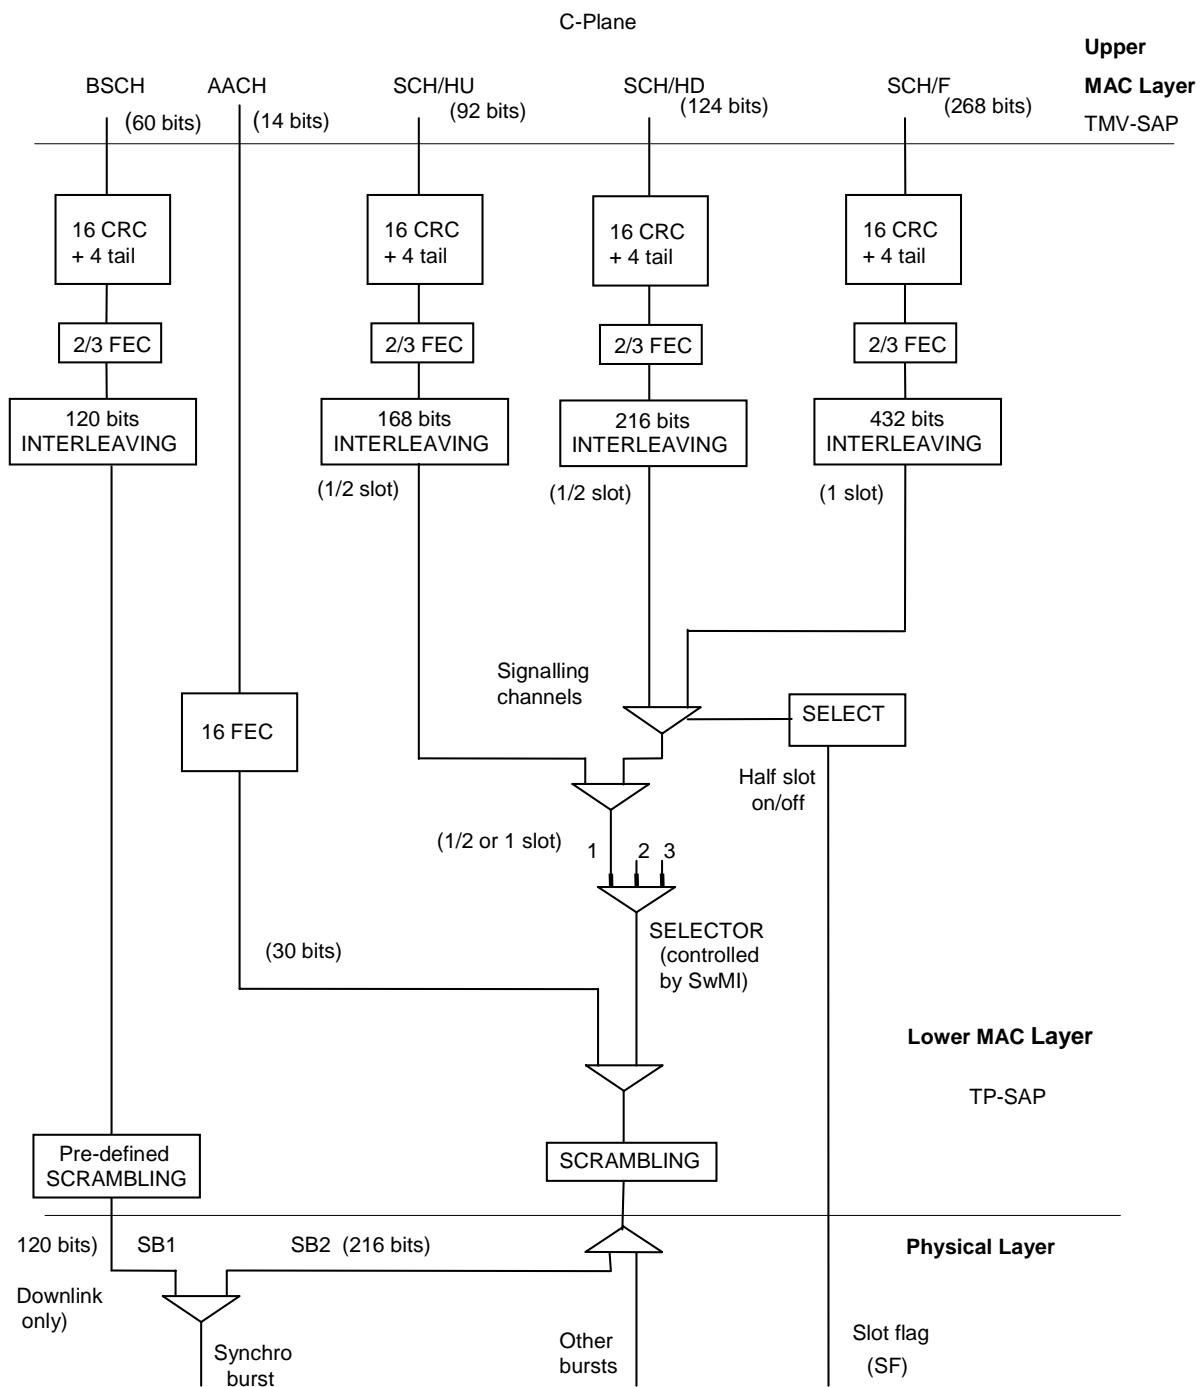 C-Plane
Upper
BSCH
AACH
SCH/HU
SCH/HD
SCH/F
MAC Layer
(60 bits)
(14 bits)
(92 bits)
(124 bits)
(268 bits)
TMV-SAP
16 CRC
+ 4 tail
16 CRC
+ 4 tail
16 CRC
+ 4 tail
16 CRC
+ 4 tail
2/3 FEC
2/3 FEC
2/3 FEC
2/3 FEC
120 bits
INTERLEAVING
168 bits
INTERLEAVING
216 bits
INTERLEAVING
432 bits
INTERLEAVING
(1/2 slot)
(1/2 slot)
(1 slot)
Signalling
channels
16 FEC
SELECT
Half slot
on/off
(1/2 or 1 slot)
1
2
3
SELECTOR
(controlled
by SwMI)
(30 bits)
Lower MAC Layer
TP-SAP
Pre-defined
SCRAMBLING
SCRAMBLING
120 bits)
SB1
SB2 (216 bits)
Physical Layer
Downlink
only)
Synchro
burst
Other
bursts
Slot flag
(SF)